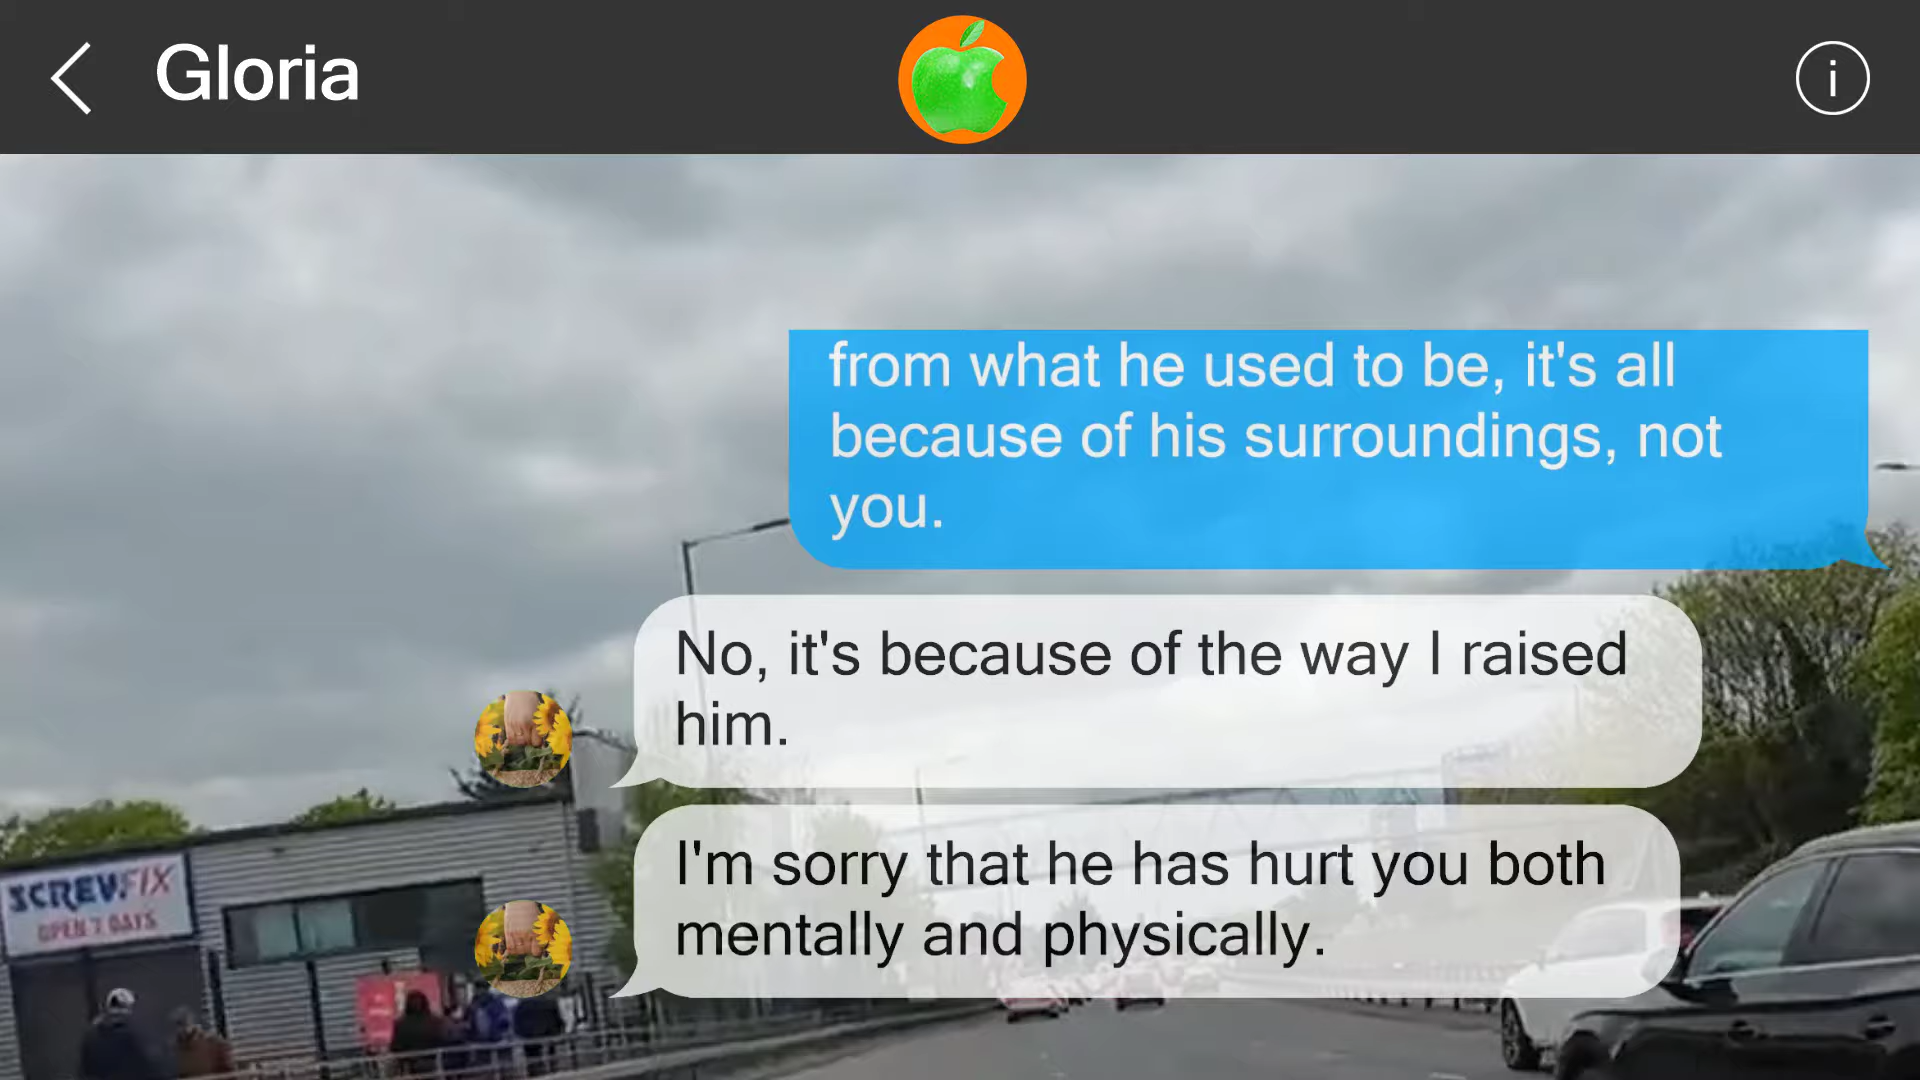 Gloria
i
from what he used to be, it's all
because of his surroundings, not
you.
No, it's because of the way I raised
him.
I'm sorry that he has hurt you both
mentally and physically.
SCREWFIX
OPEN 7 DAYS